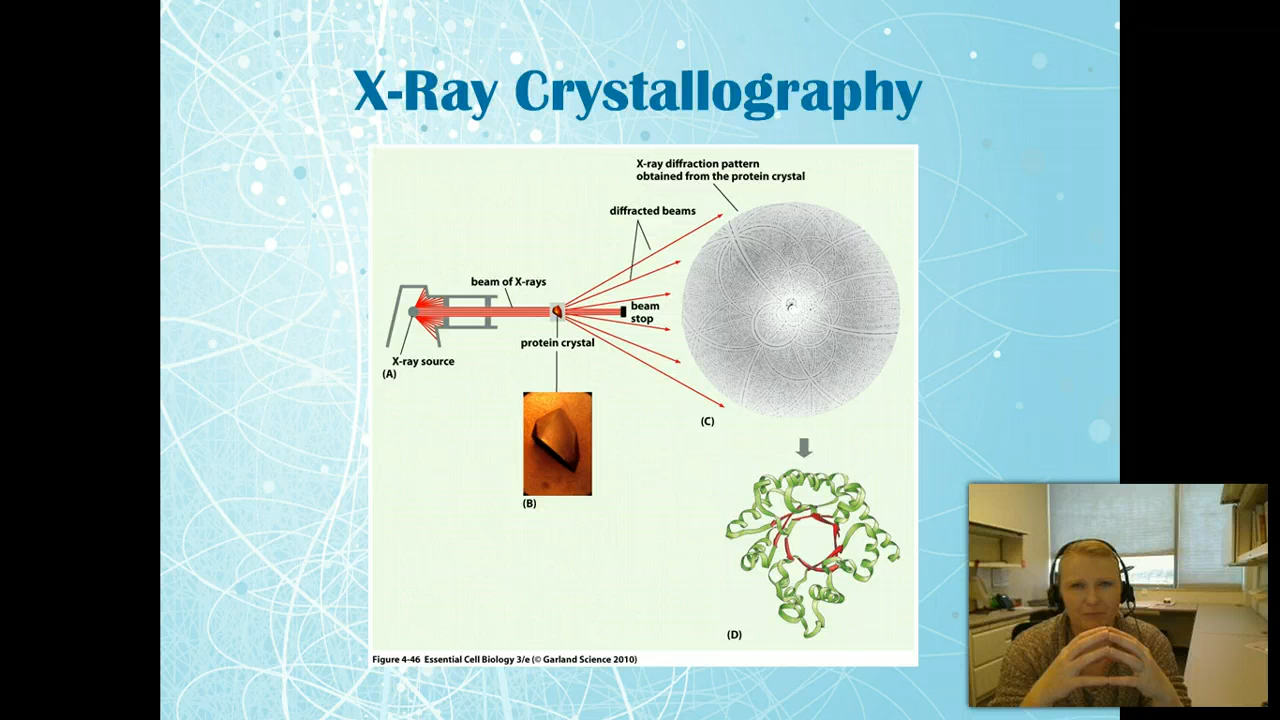 X-Ray Crystallography
X-ray diffraction pattern
obtained from the protein crystal
diffracted beams
beam of X-rays
beam
stop
protein crystal
X-ray source
(A)
(C)
(B)
(D)
Figure 4-46 Essential Cell Biology 3/e (© Garland Science 2010)